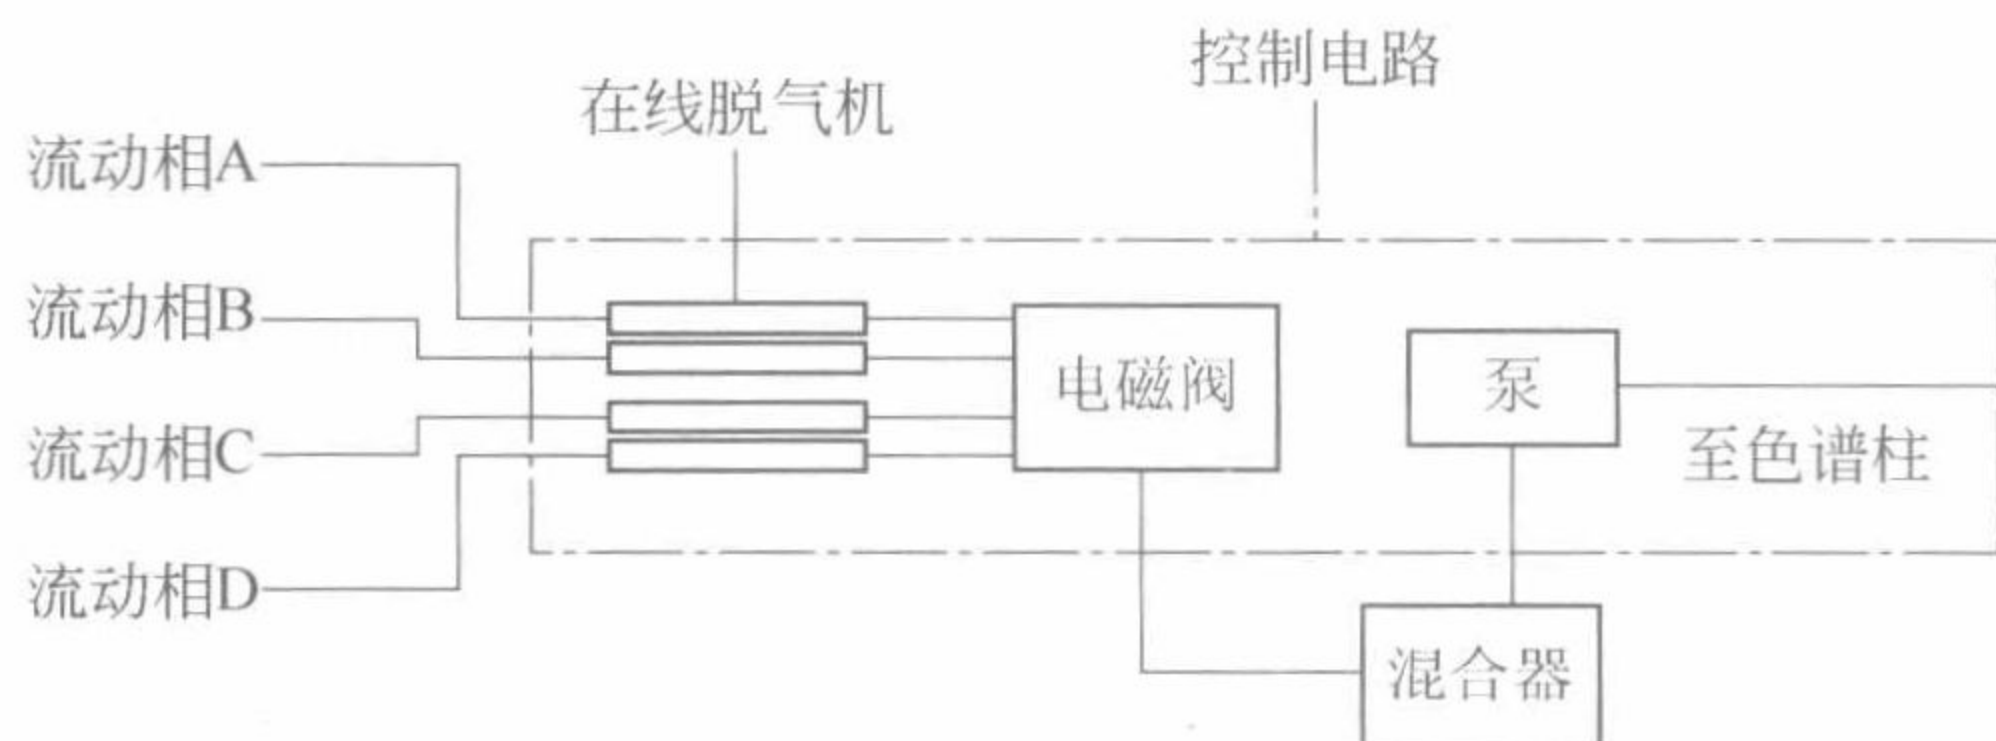 控制电路
在线脱气机
流动相A
流动相B
电磁阀
泵
流动相C
至色谱柱
流动相D
混合器